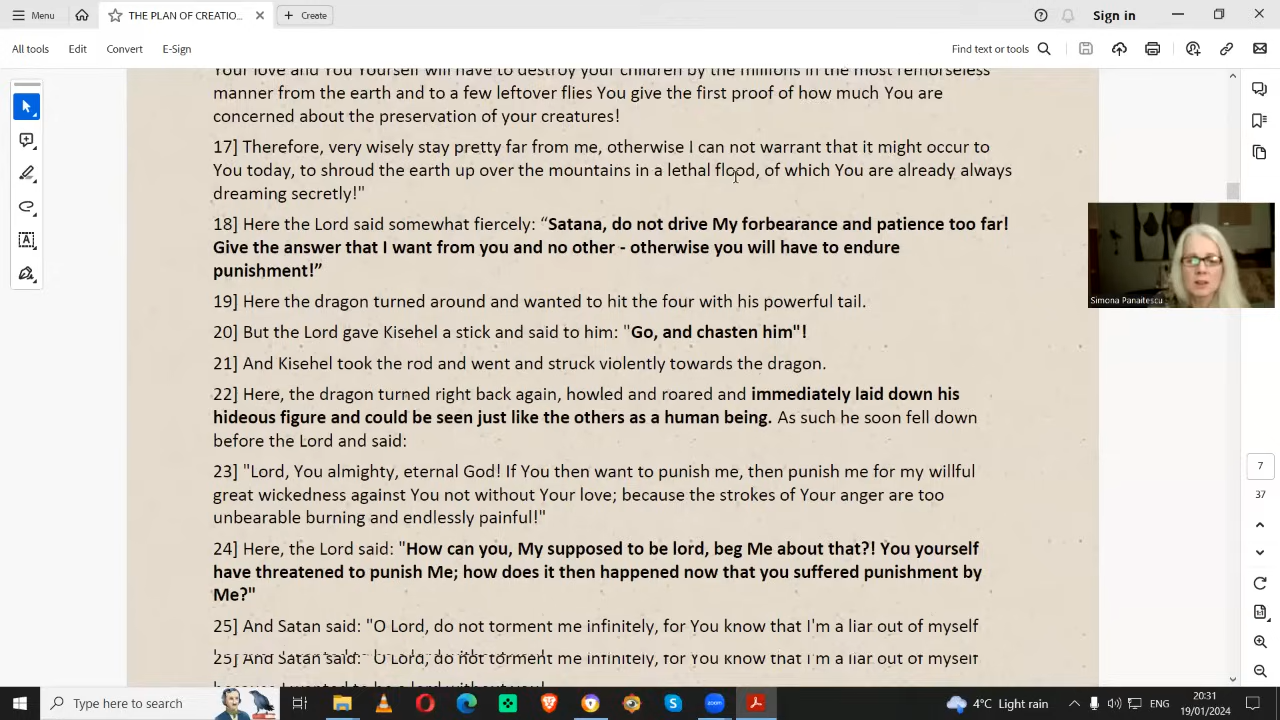 Menu
THE PLAN OF CREATIO...
Create
Sign in
All tools
Edit
Convert
E-Sign
Find text or tools
Your love and You Yourself will have to destroy your children by the millions in the most remorseless
manner from the earth and to a few leftover flies You give the first proof of how much You are
concerned about the preservation of your creatures!
17] Therefore, very wisely stay pretty far from me, otherwise I can not warrant that it might occur to
You today, to shroud the earth up over the mountains in a lethal flood, of which You are already always
dreaming secretly!"
18] Here the Lord said somewhat fiercely: “Satana, do not drive My forbearance and patience too far!
Give the answer that I want from you and no other - otherwise you will have to endure
punishment!”
19] Here the dragon turned around and wanted to hit the four with his powerful tail.
20] But the Lord gave Kisehel a stick and said to him: "Go, and chasten him"!
21] And Kisehel took the rod and went and struck violently towards the dragon.
22] Here, the dragon turned right back again, howled and roared and immediately laid down his
hideous figure and could be seen just like the others as a human being. As such he soon fell down
before the Lord and said:
23] "Lord, You almighty, eternal God! If You then want to punish me, then punish me for my willful
great wickedness against You not without Your love; because the strokes of Your anger are too
unbearable burning and endlessly painful!"
24] Here, the Lord said: "How can you, My supposed to be lord, beg Me about that?! You yourself
have threatened to punish Me; how does it then happened now that you suffered punishment by
Me?"
25] And Satan said: "O Lord, do not torment me infinitely, for You know that I'm a liar out of myself
25] And Satan said: "O Lord, do not torment me infinitely, for You know that I'm a liar out of myself
Simona Panaitescu
7
37
Type here to search
zoom
4°C Light rain
ENG
20:31
19/01/2024